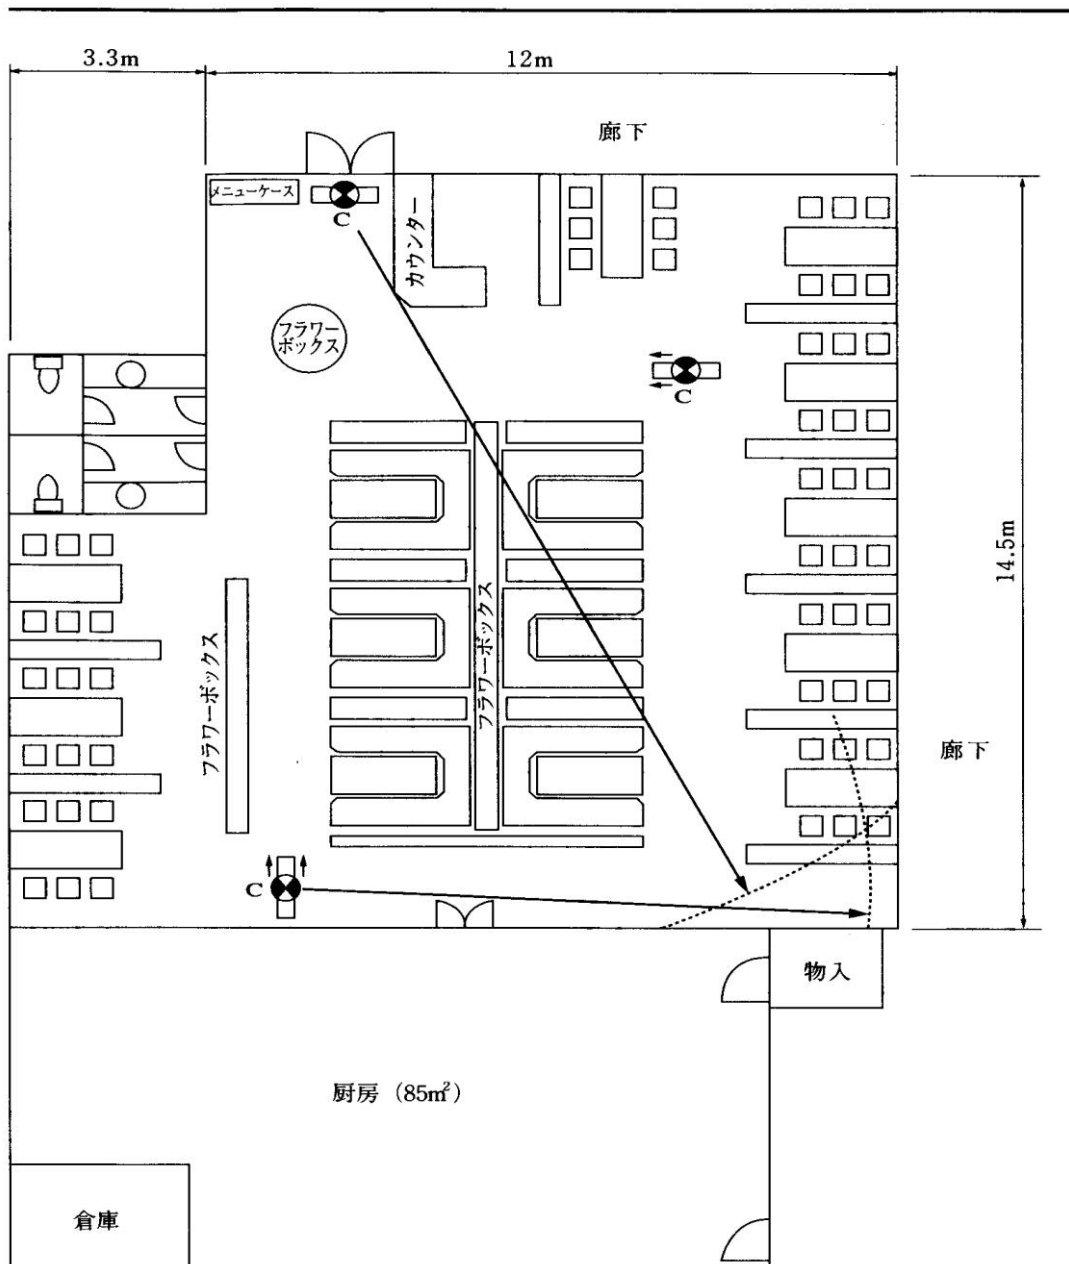 3.3m
12m
廊下
メニューケース
C
カウンター
フラワー
ボックス
C
14.5m
フラワーボックス
フラワーボックス
廊下
C
物入
厨房（85m²）
倉庫